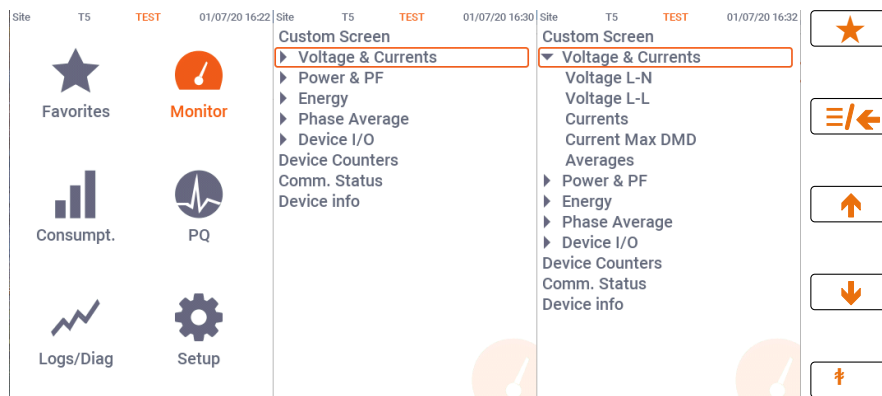 Site T5 TEST 01/07/20 16:22
Favorites Monitor
Consumpt. PQ
Logs/Diag Setup
Site T5 TEST 01/07/20 16:30
Custom Screen
Voltage & Currents
Power & PF
Energy
Phase Average
Device I/O
Device Counters
Comm. Status
Device info
Site T5 TEST 01/07/20 16:32
Custom Screen
Voltage & Currents
Voltage L-N
Voltage L-L
Currents
Current Max DMD
Averages
Power & PF
Energy
Phase Average
Device I/O
Device Counters
Comm. Status
Device info